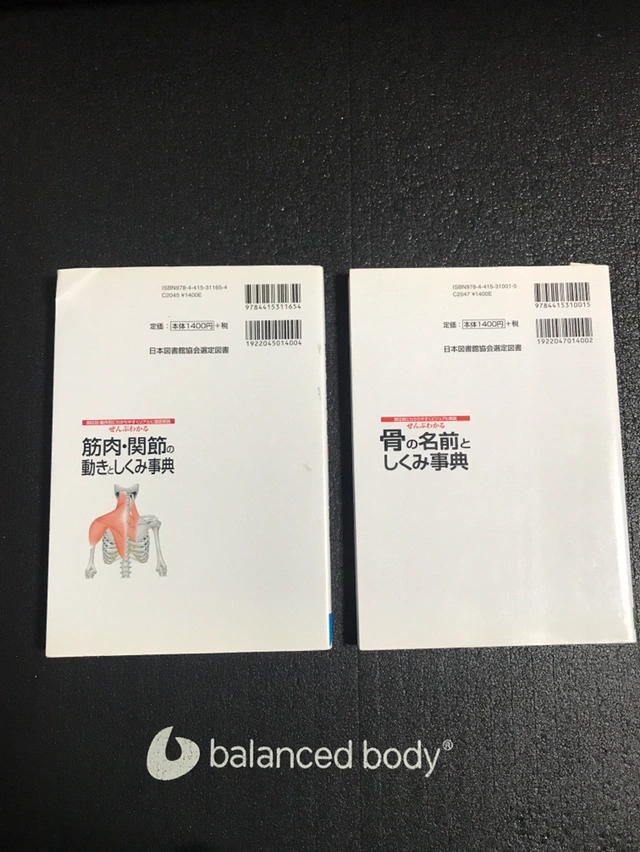 ISBN978-4-415-31165-4
C2045 ¥1400E
9784415311654
定価：本体1400円+税
1922045014004
日本図書館協会選定図書
ぜんぶわかる
筋肉・関節の
動きとしくみ事典
ISBN978-4-415-31001-5
C2047 ¥1400E
9784415310015
定価：本体1400円+税
1922047014002
日本図書館協会選定図書
ぜんぶわかる
骨の名前と
しくみ事典
balanced body®